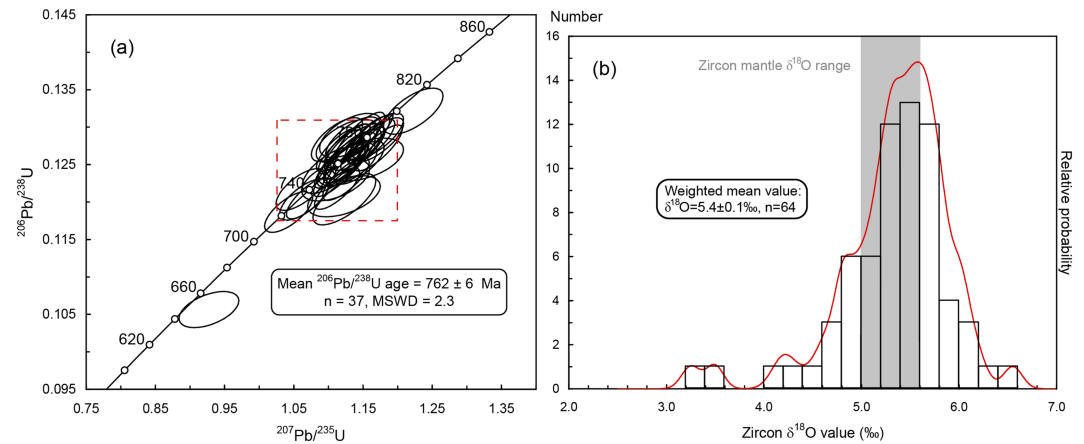 (a)
0.145
0.135
0.125
0.115
0.105
0.095
²⁰⁶Pb/²³⁸U
860
820
740
700
660
620
Mean ²⁰⁶Pb/²³⁸U age = 762 ± 6 Ma
n = 37, MSWD = 2.3
0.75
0.85
0.95
1.05
1.15
1.25
1.35
²⁰⁷Pb/²³⁵U
Number
(b)
16
14
12
10
8
6
4
2
0
Zircon mantle δ¹⁸O range
Weighted mean value:
δ¹⁸O=5.4±0.1‰, n=64
Relative probability
2.0
3.0
4.0
5.0
6.0
7.0
Zircon δ¹⁸O value (‰)